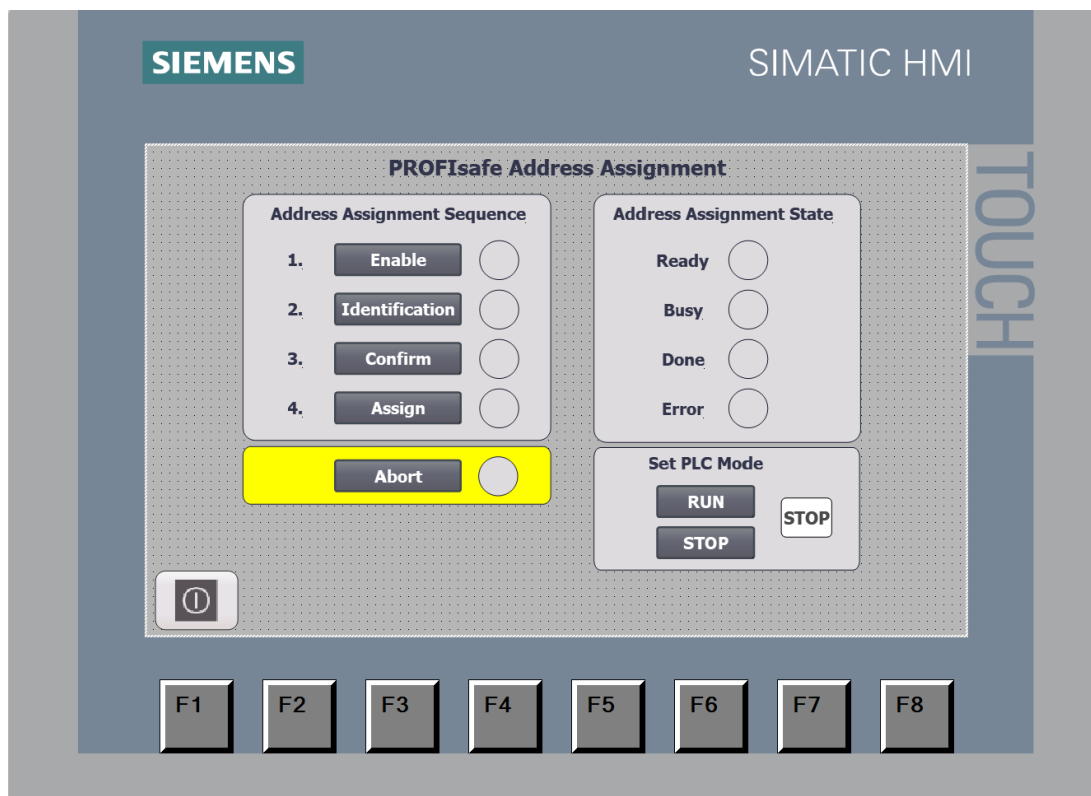 SIEMENS
SIMATIC HMI
TOUCH
PROFIsafe Address Assignment
Address Assignment Sequence
1. Enable
2. Identification
3. Confirm
4. Assign
Abort
Address Assignment State
Ready
Busy
Done
Error
Set PLC Mode
RUN
STOP
STOP
F1 F2 F3 F4 F5 F6 F7 F8